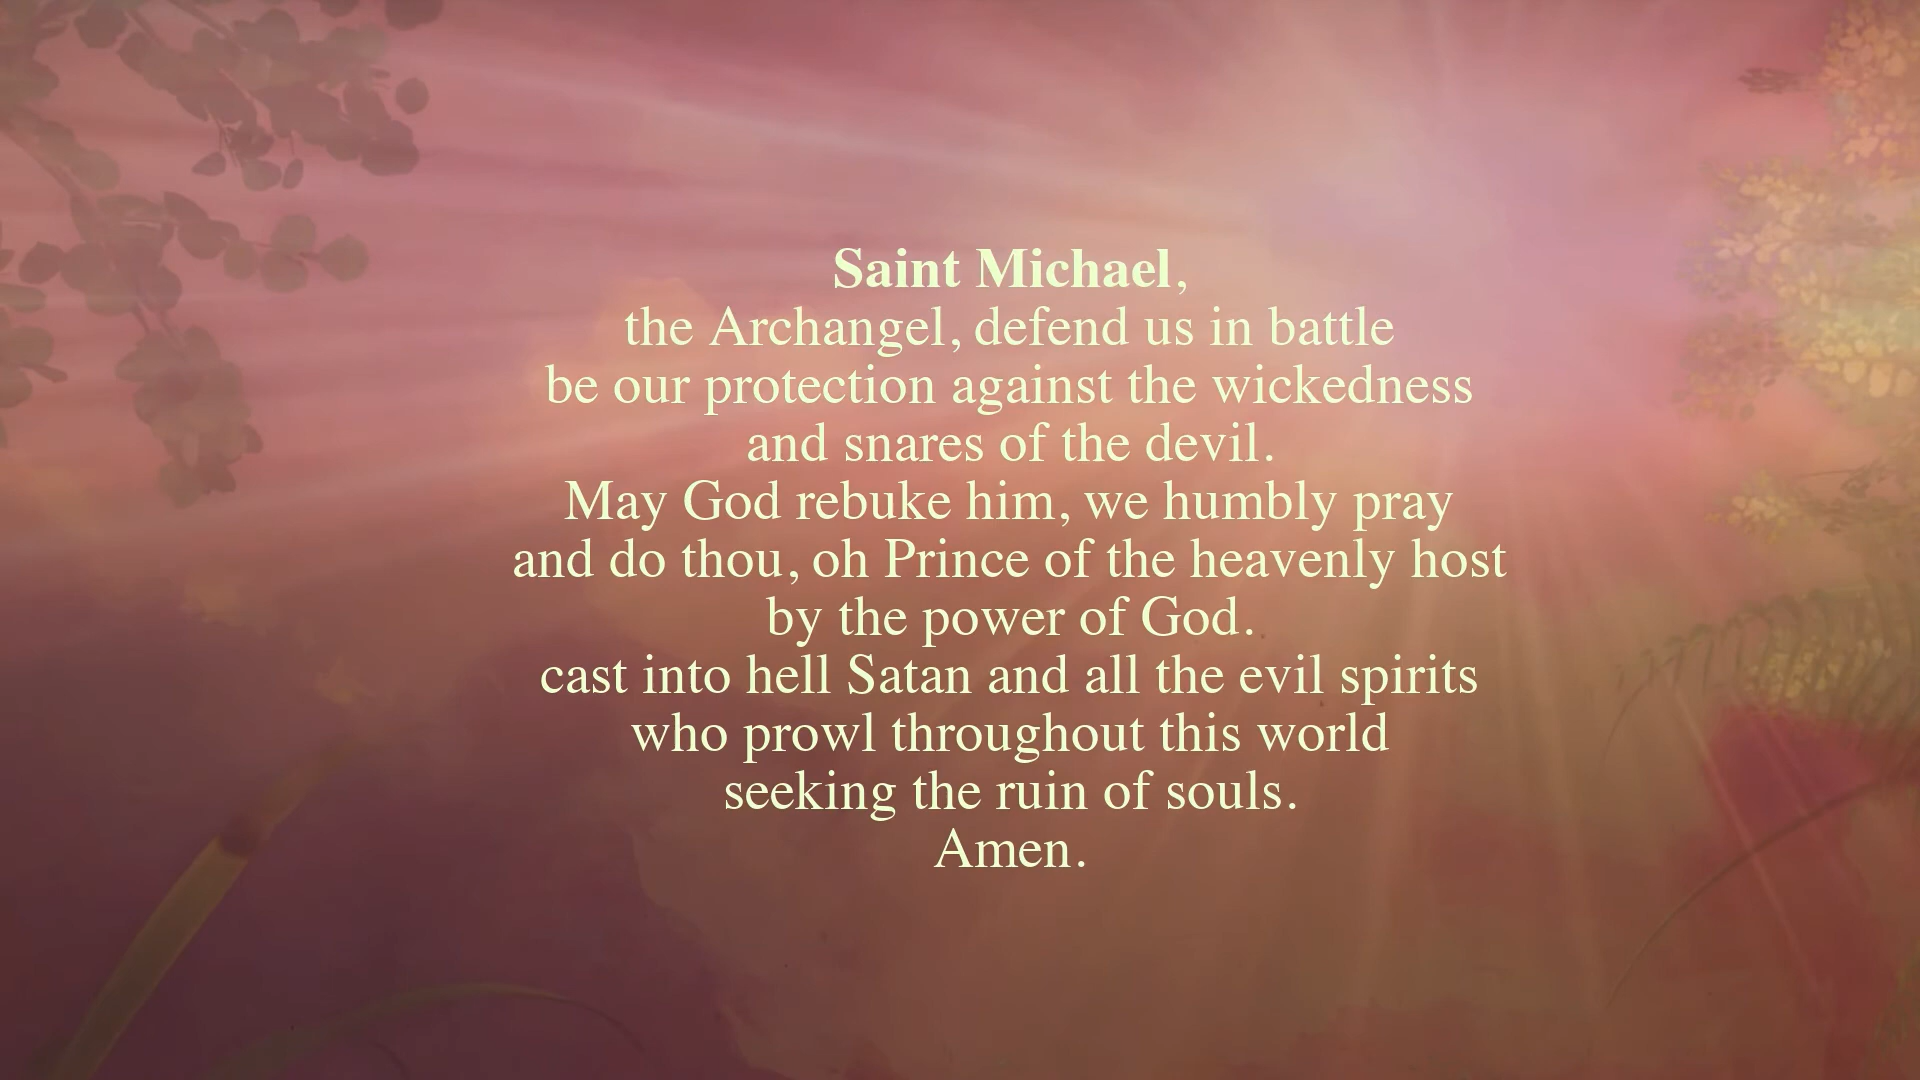 Saint Michael,
the Archangel, defend us in battle
be our protection against the wickedness
and snares of the devil.
May God rebuke him, we humbly pray
and do thou, oh Prince of the heavenly host
by the power of God.
cast into hell Satan and all the evil spirits
who prowl throughout this world
seeking the ruin of souls.
Amen.